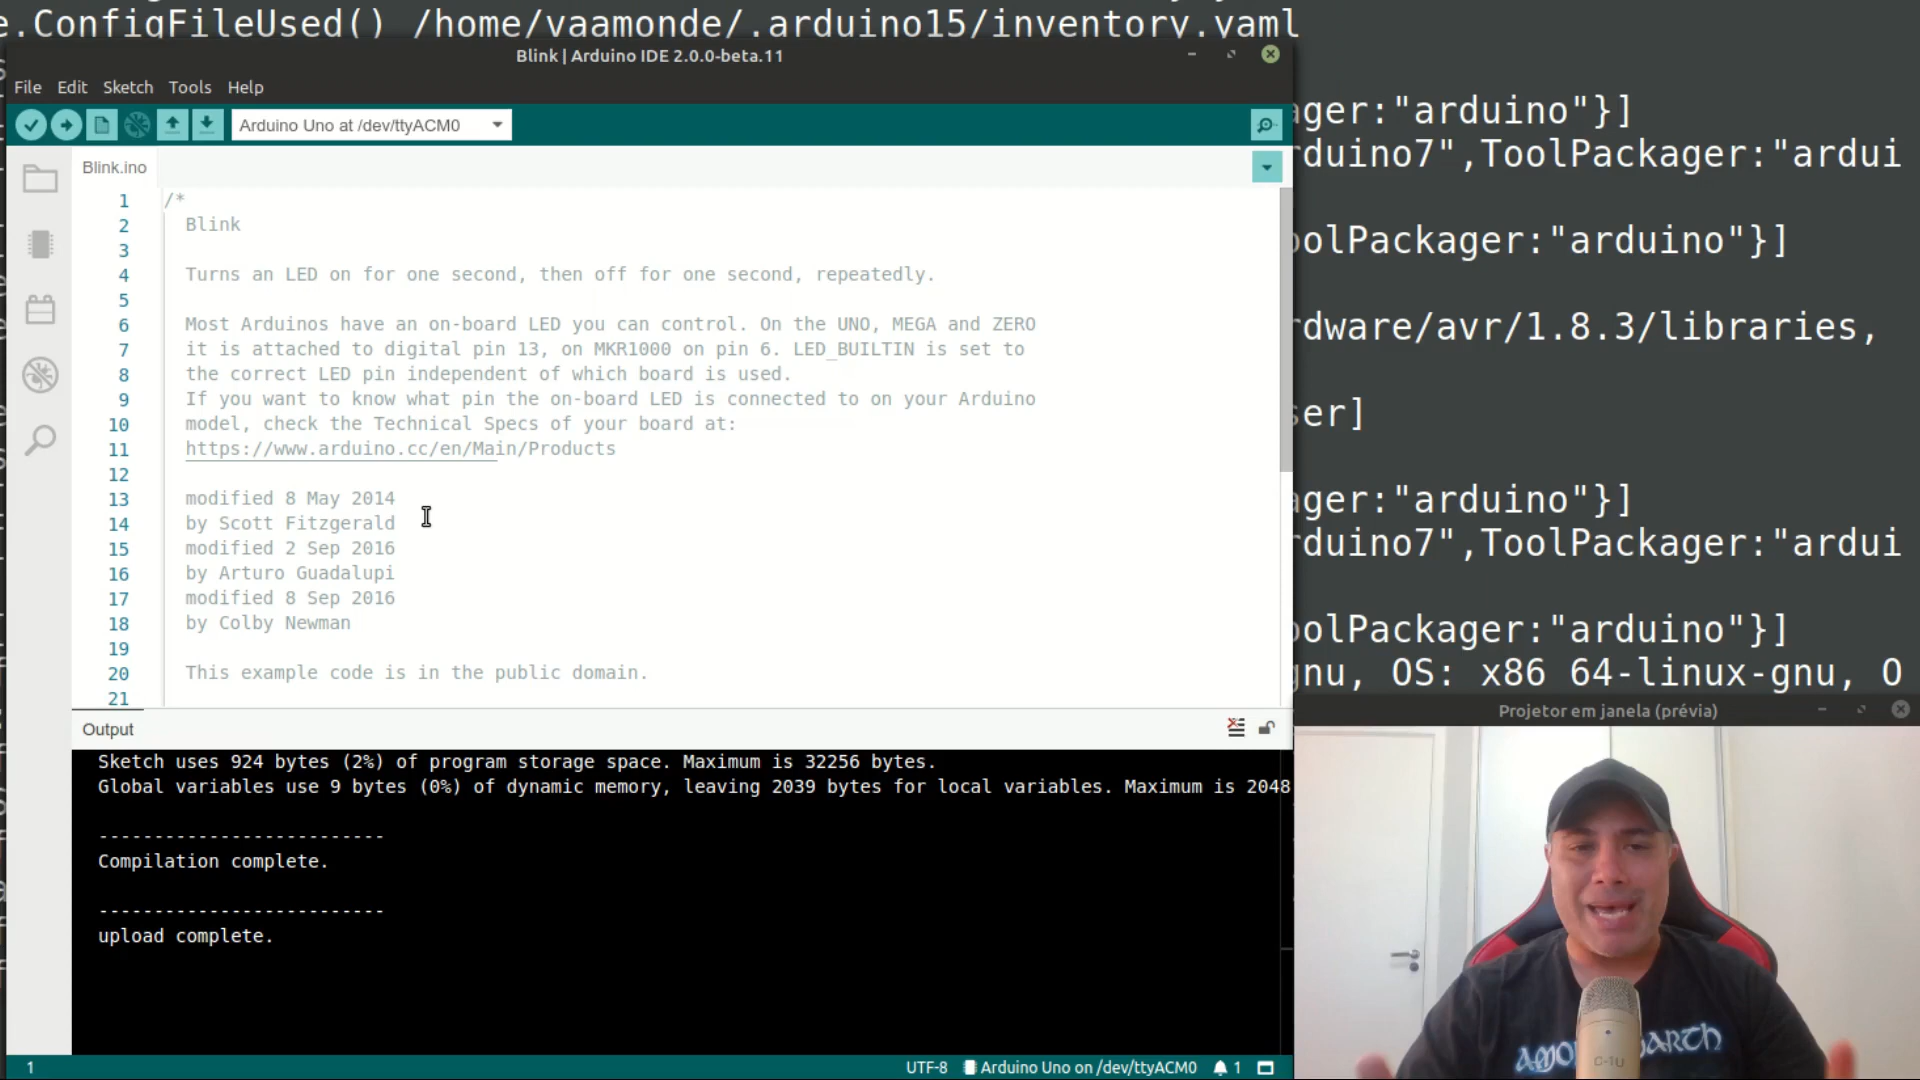 e.ConfigFileUsed() /home/vaamonde/.arduino15/inventory.yaml
Blink | Arduino IDE 2.0.0-beta.11
File Edit Sketch Tools Help
Arduino Uno at /dev/ttyACM0
Blink.ino
1 /*
2 Blink
3
4 Turns an LED on for one second, then off for one second, repeatedly.
5
6 Most Arduinos have an on-board LED you can control. On the UNO, MEGA and ZERO
7 it is attached to digital pin 13, on MKR1000 on pin 6. LED_BUILTIN is set to
8 the correct LED pin independent of which board is used.
9 If you want to know what pin the on-board LED is connected to on your Arduino
10 model, check the Technical Specs of your board at:
11 https://www.arduino.cc/en/Main/Products
12
13 modified 8 May 2014
14 by Scott Fitzgerald
15 modified 2 Sep 2016
16 by Arturo Guadalupi
17 modified 8 Sep 2016
18 by Colby Newman
19
20 This example code is in the public domain.
21
Output
Sketch uses 924 bytes (2%) of program storage space. Maximum is 32256 bytes.
Global variables use 9 bytes (0%) of dynamic memory, leaving 2039 bytes for local variables. Maximum is 2048
--------------------------
Compilation complete.
--------------------------
upload complete.
1
UTF-8 Arduino Uno on /dev/ttyACM0 1
ager:"arduino"}]
rduino7",ToolPackager:"ardui
oolPackager:"arduino"}]
rdware/avr/1.8.3/libraries,
ser]
ager:"arduino"}]
rduino7",ToolPackager:"ardui
oolPackager:"arduino"}]
gnu, OS: x86 64-linux-gnu, O
Projetor em janela (prévia)
C-1U